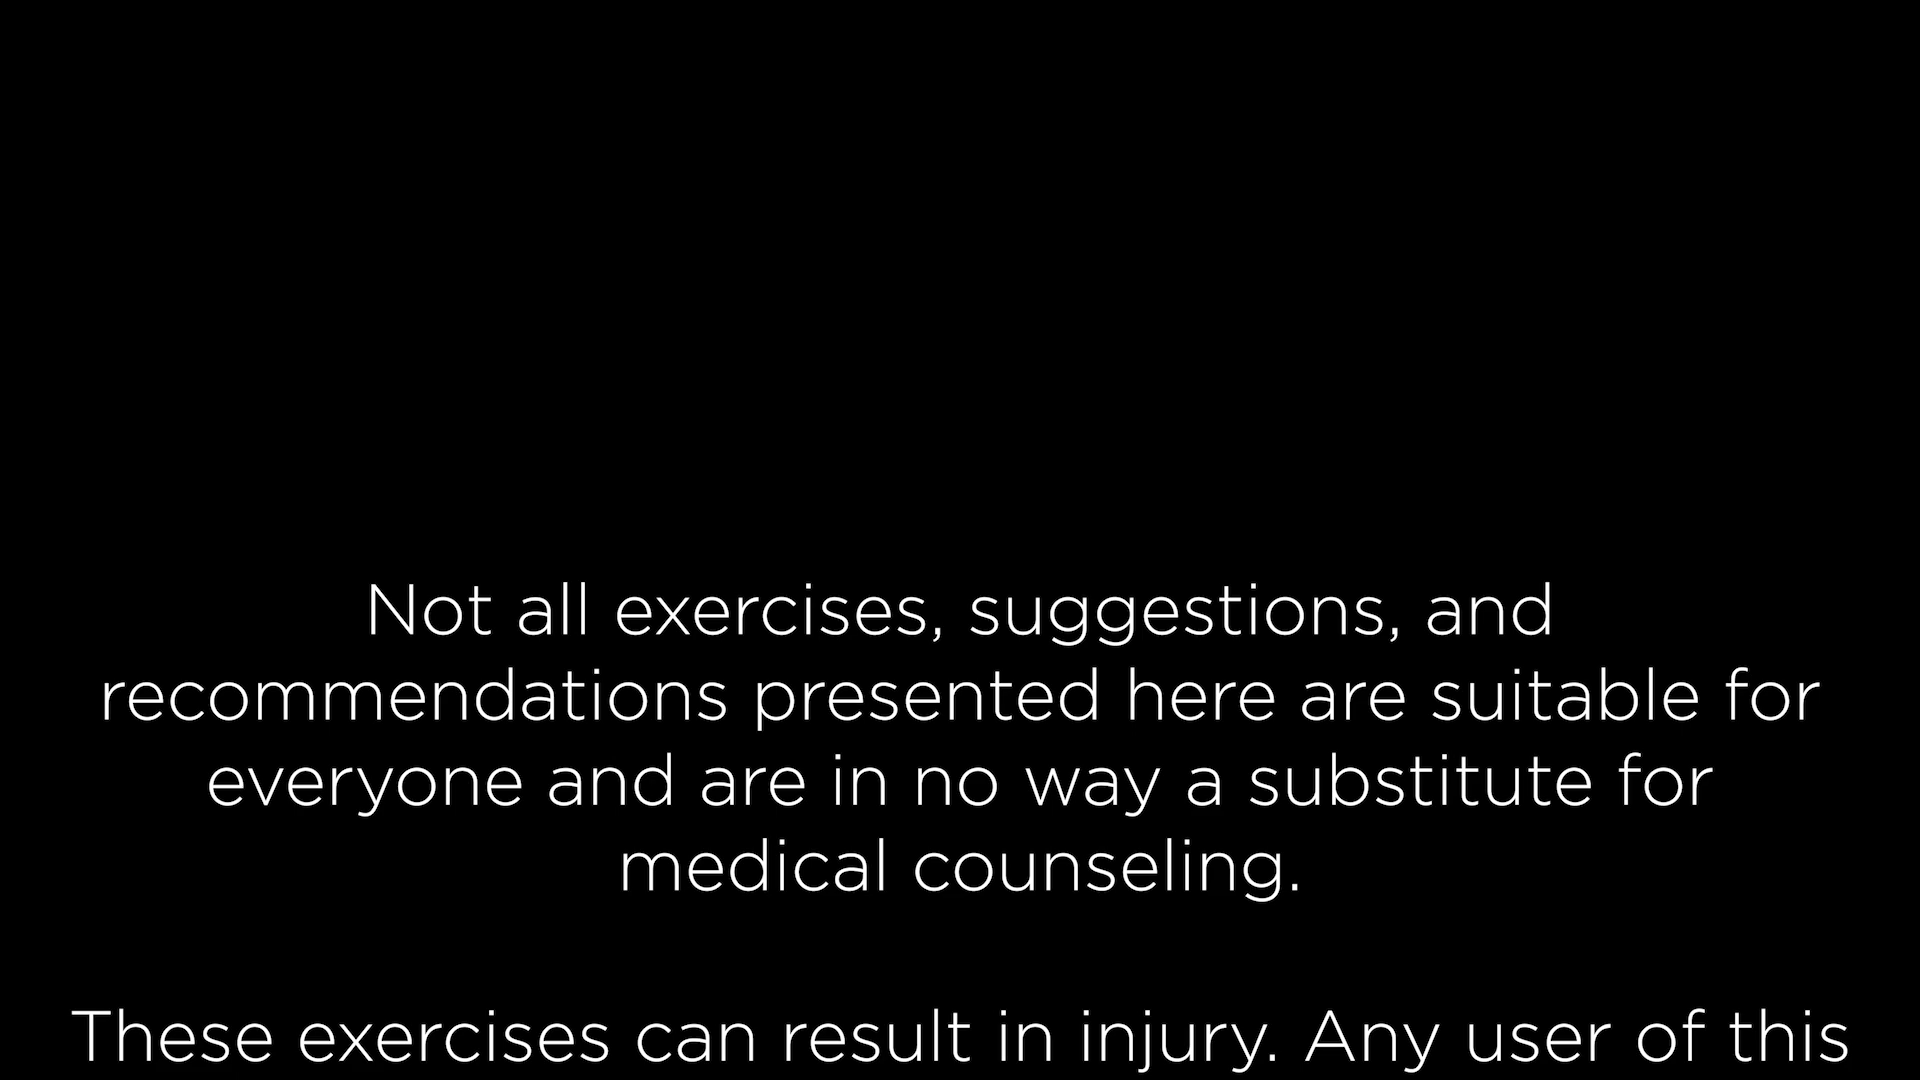 Not all exercises, suggestions, and
recommendations presented here are suitable for
everyone and are in no way a substitute for
medical counseling.
These exercises can result in injury. Any user of this